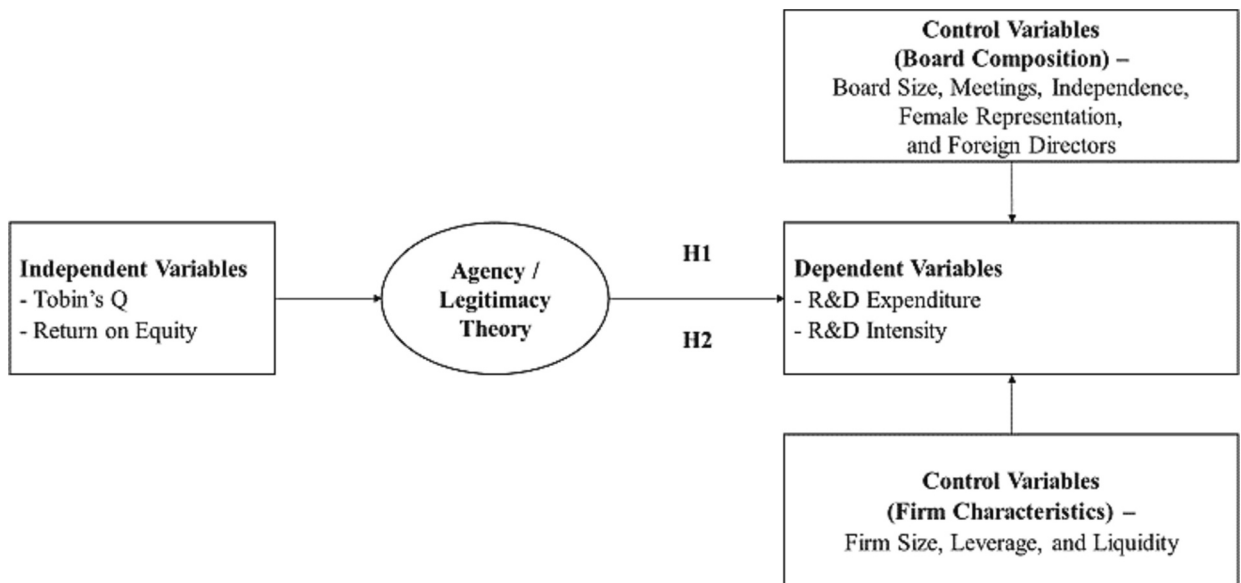 Control Variables
(Board Composition) –
Board Size, Meetings, Independence,
Female Representation,
and Foreign Directors
Independent Variables
- Tobin's Q
- Return on Equity
Agency /
Legitimacy
Theory
H1
H2
Dependent Variables
- R&D Expenditure
- R&D Intensity
Control Variables
(Firm Characteristics) –
Firm Size, Leverage, and Liquidity